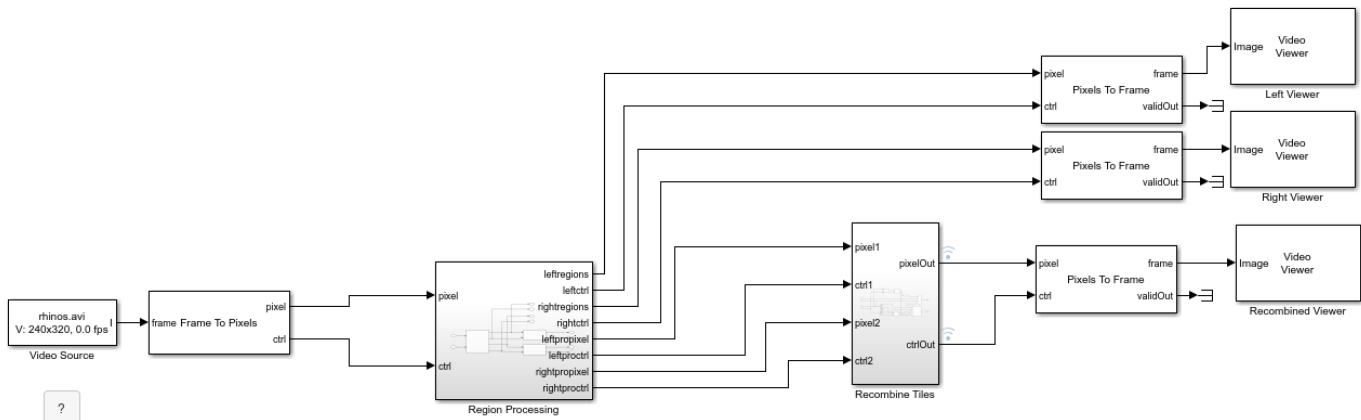 rhinos.avi
V: 240x320, 0.0 fps
I
Video Source
frame
Frame To Pixels
pixel
ctrl
pixel
ctrl
leftregions
leftctrl
rightregions
rightctrl
leftpropixel
leftproctrl
rightpropixel
rightproctrl
Region Processing
pixel
ctrl
Pixels To Frame
frame
validOut
Image
Video
Viewer
Left Viewer
pixel
ctrl
Pixels To Frame
frame
validOut
Image
Video
Viewer
Right Viewer
pixel1
ctrl1
pixel2
ctrl2
pixelOut
ctrlOut
Recombine Tiles
pixel
ctrl
Pixels To Frame
frame
validOut
Image
Video
Viewer
Recombined Viewer
?